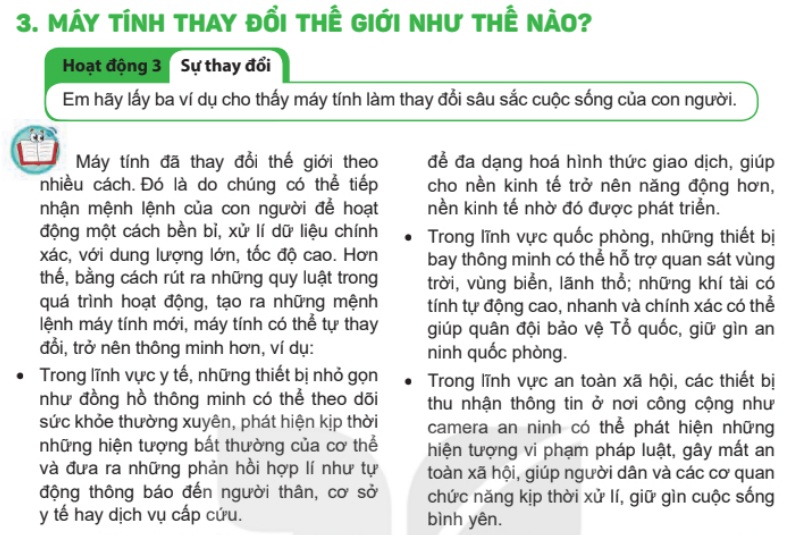 3. MÁY TÍNH THAY ĐỔI THẾ GIỚI NHƯ THẾ NÀO?
Hoạt động 3 Sự thay đổi
Em hãy lấy ba ví dụ cho thấy máy tính làm thay đổi sâu sắc cuộc sống của con người.
Máy tính đã thay đổi thế giới theo
nhiều cách. Đó là do chúng có thể tiếp
nhận mệnh lệnh của con người để hoạt
động một cách bền bỉ, xử lí dữ liệu chính
xác, với dung lượng lớn, tốc độ cao. Hơn
thế, bằng cách rút ra những quy luật trong
quá trình hoạt động, tạo ra những mệnh
lệnh máy tính mới, máy tính có thể tự thay
đổi, trở nên thông minh hơn, ví dụ:
• Trong lĩnh vực y tế, những thiết bị nhỏ gọn
như đồng hồ thông minh có thể theo dõi
sức khỏe thường xuyên, phát hiện kịp thời
những hiện tượng bất thường của cơ thể
và đưa ra những phản hồi hợp lí như tự
động thông báo đến người thân, cơ sở
y tế hay dịch vụ cấp cứu.
để đa dạng hoá hình thức giao dịch, giúp
cho nền kinh tế trở nên năng động hơn,
nền kinh tế nhờ đó được phát triển.
• Trong lĩnh vực quốc phòng, những thiết bị
bay thông minh có thể hỗ trợ quan sát vùng
trời, vùng biển, lãnh thổ; những khí tài có
tính tự động cao, nhanh và chính xác có thể
giúp quân đội bảo vệ Tổ quốc, giữ gìn an
ninh quốc phòng.
• Trong lĩnh vực an toàn xã hội, các thiết bị
thu nhận thông tin ở nơi công cộng như
camera an ninh có thể phát hiện những
hiện tượng vi phạm pháp luật, gây mất an
toàn xã hội, giúp người dân và các cơ quan
chức năng kịp thời xử lí, giữ gìn cuộc sống
bình yên.